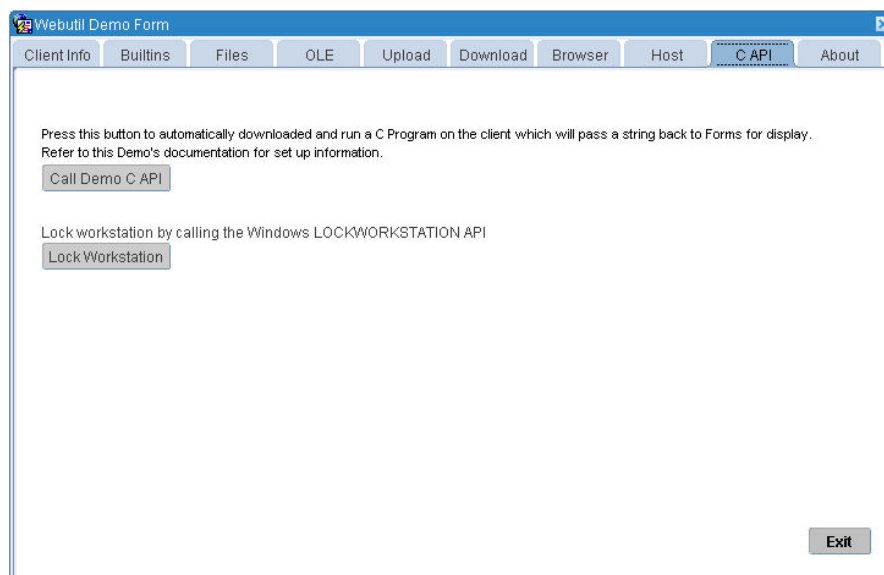 Webutil Demo Form
Client Info Builtins Files OLE Upload Download Browser Host C API About
Press this button to automatically downloaded and run a C Program on the client which will pass a string back to Forms for display.
Refer to this Demo's documentation for set up information.
Call Demo C API
Lock workstation by calling the Windows LOCKWORKSTATION API
Lock Workstation
Exit